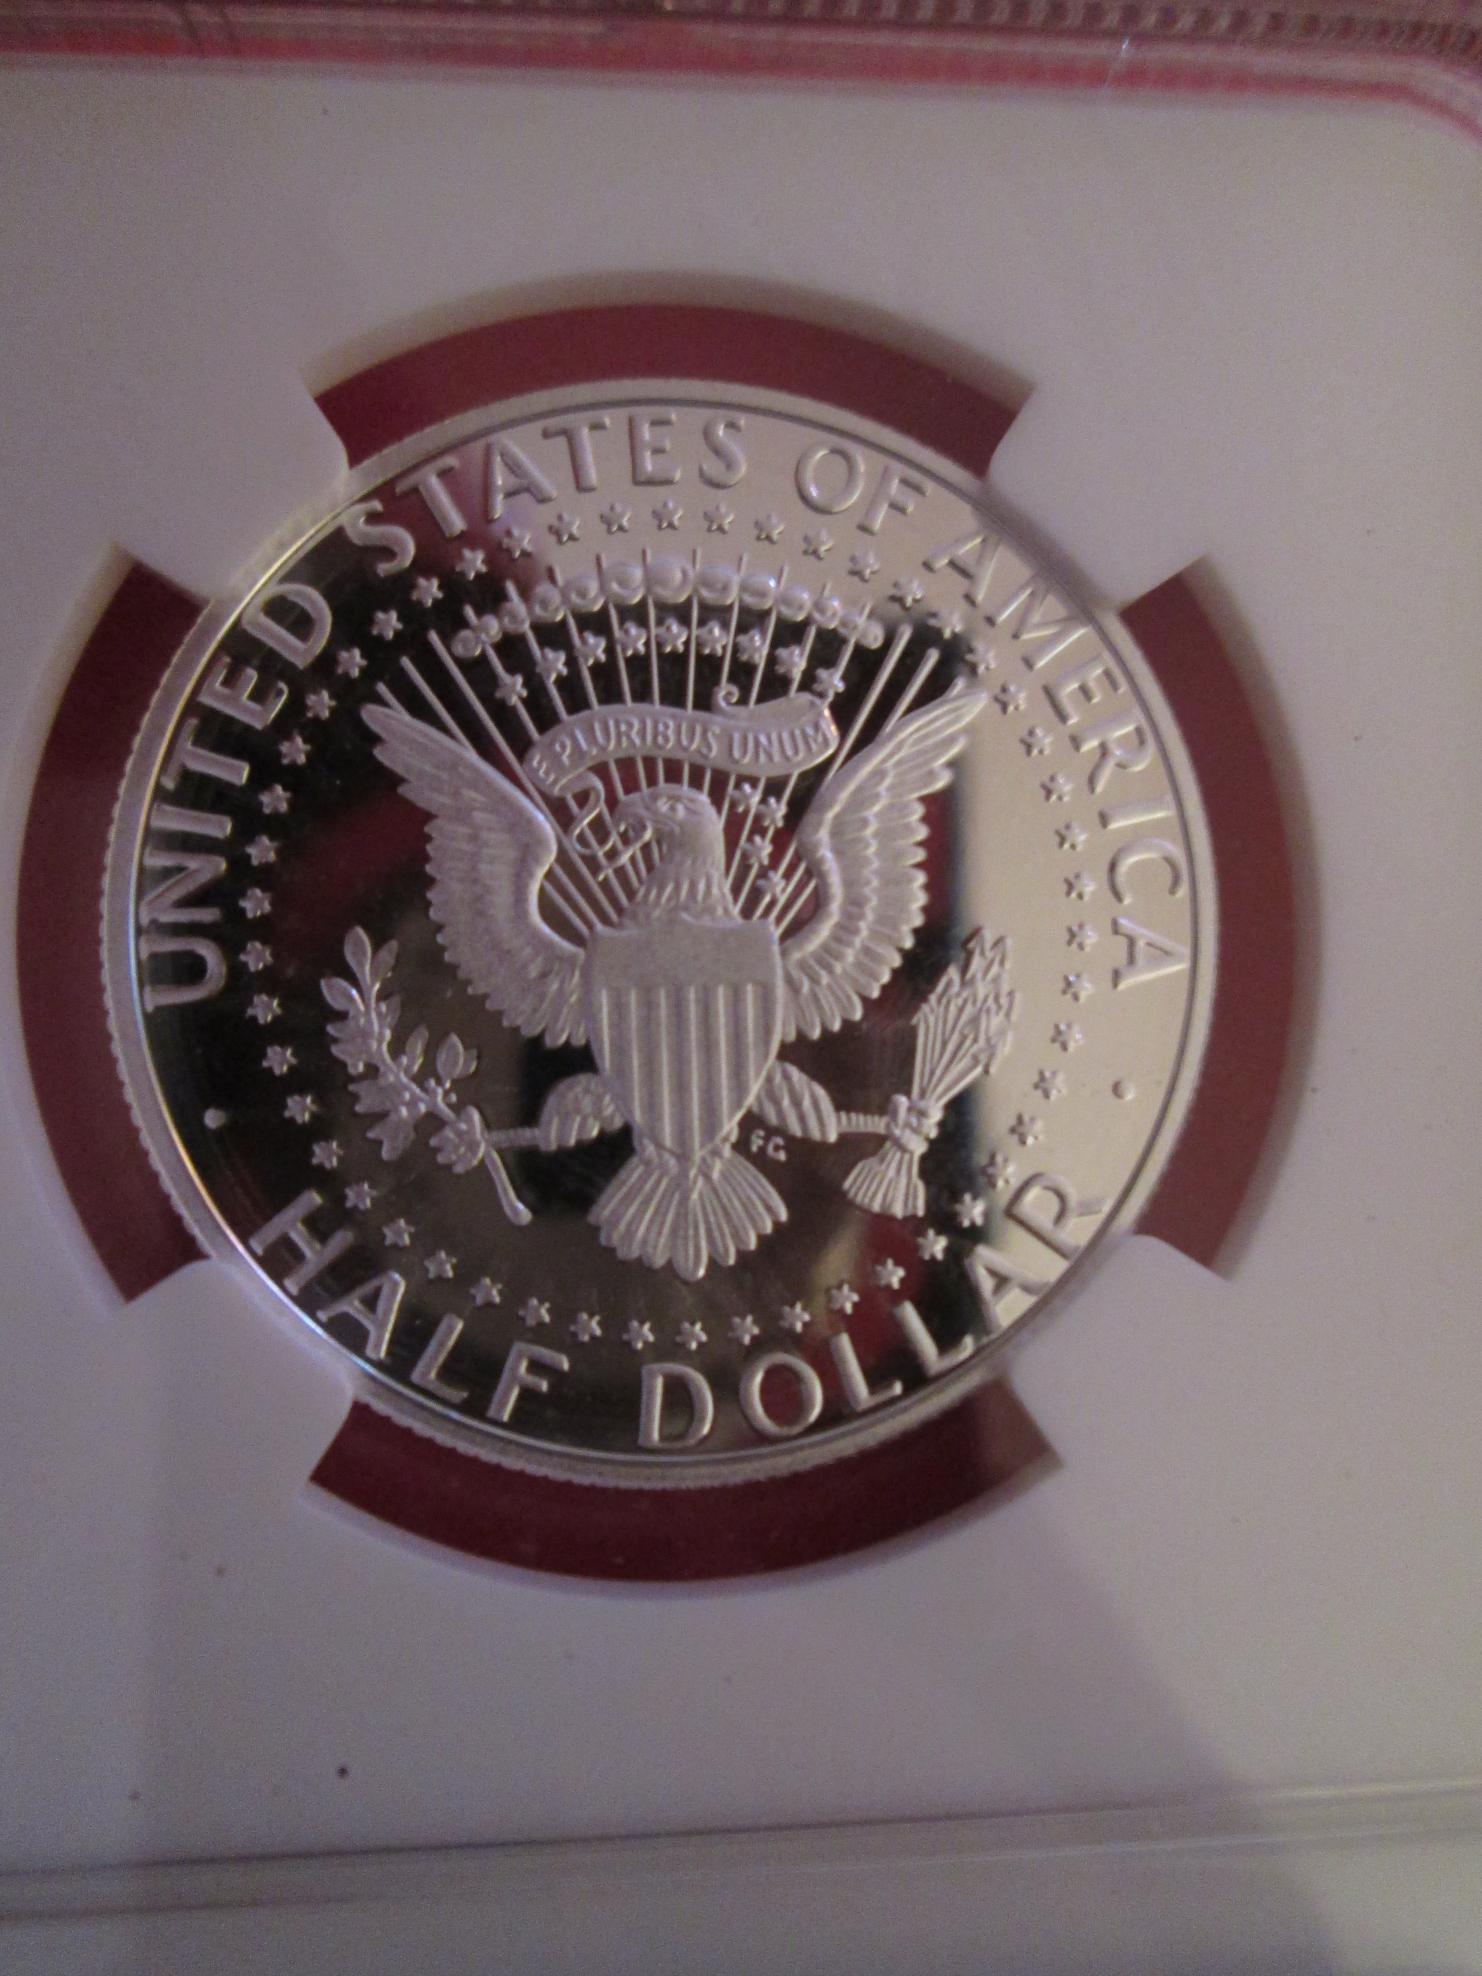 UNITED STATES OF AMERICA
E PLURIBUS UNUM
FG
HALF DOLLAR